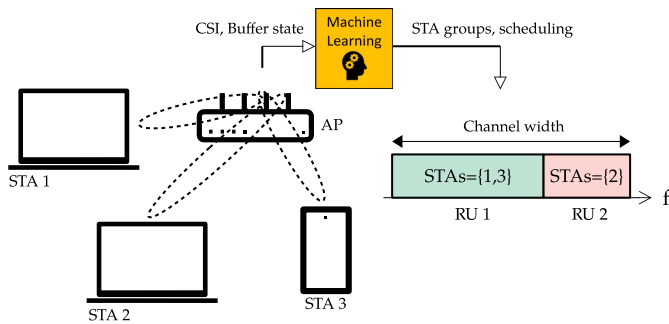 CSI, Buffer state
Machine
Learning
STA groups, scheduling
AP
Channel width
STA 1
STAs={1,3}
STAs={2}
f
RU 1
RU 2
STA 2
STA 3